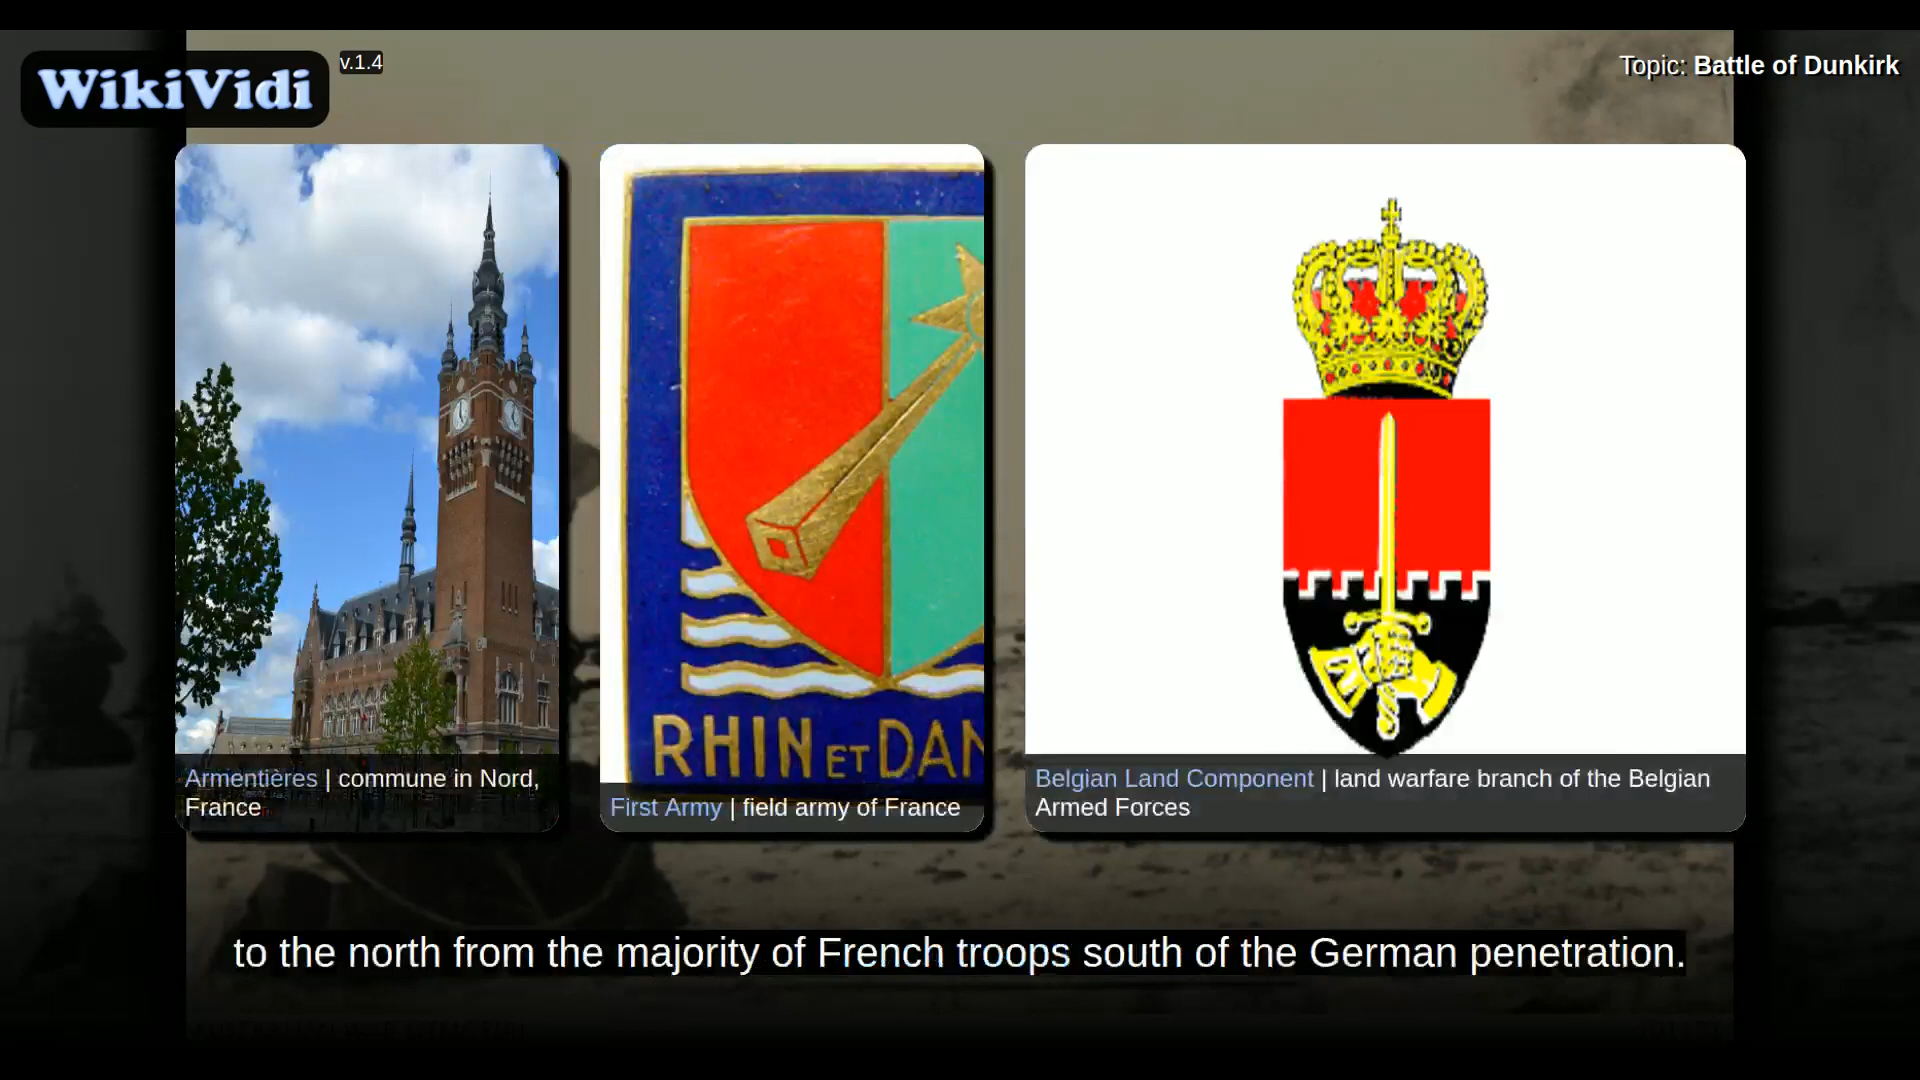 WikiVidi
v.1.4
Topic: Battle of Dunkirk
RHIN ET DAN
Armentières | commune in Nord,
France
First Army | field army of France
Belgian Land Component | land warfare branch of the Belgian
Armed Forces
to the north from the majority of French troops south of the German penetration.